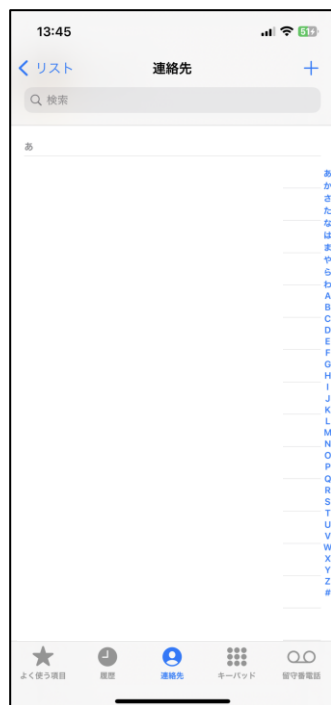 13:45
51
リスト
連絡先
検索
あ
あ
か
さ
た
な
は
ま
や
ら
わ
A
B
C
D
E
F
G
H
I
J
K
L
M
N
O
P
Q
R
S
T
U
V
W
X
Y
Z
#
よく使う項目
履歴
連絡先
キーパッド
留守番電話